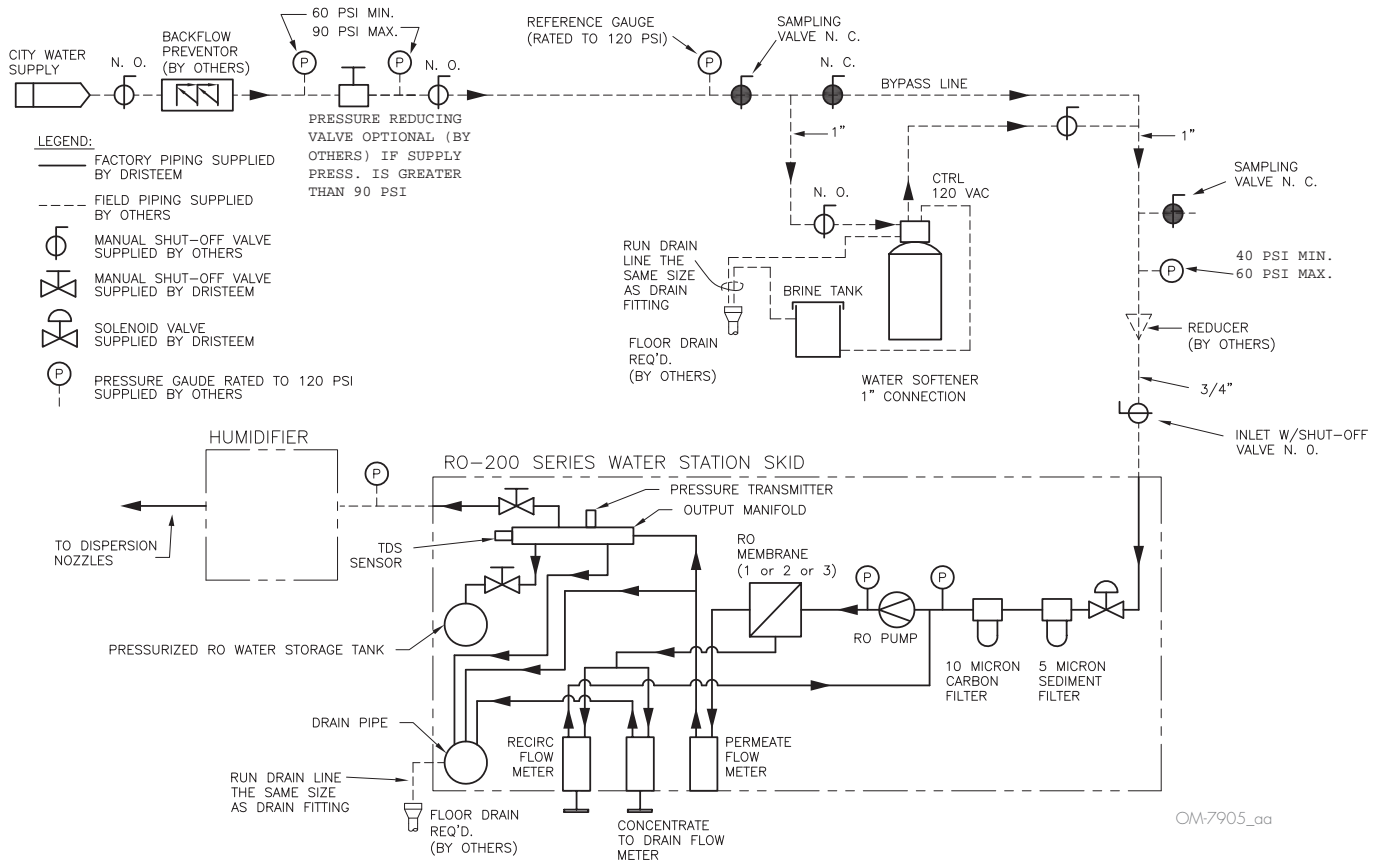 60 PSI MIN.
90 PSI MAX.
REFERENCE GAUGE
(RATED TO 120 PSI)
SAMPLING
VALVE N. C.
CITY WATER
SUPPLY
N. O.
BACKFLOW
PREVENTOR
(BY OTHERS)
P
P
N. O.
P
N. C.
BYPASS LINE
PRESSURE REDUCING
VALVE OPTIONAL (BY
OTHERS) IF SUPPLY
PRESS. IS GREATER
THAN 90 PSI
1"
1"
LEGEND:
FACTORY PIPING SUPPLIED
BY DRISTEEM
FIELD PIPING SUPPLIED
BY OTHERS
MANUAL SHUT-OFF VALVE
SUPPLIED BY OTHERS
MANUAL SHUT-OFF VALVE
SUPPLIED BY DRISTEEM
SOLENOID VALVE
SUPPLIED BY DRISTEEM
P
PRESSURE GAUDE RATED TO 120 PSI
SUPPLIED BY OTHERS
N. O.
CTRL
120 VAC
SAMPLING
VALVE N. C.
RUN DRAIN
LINE THE
SAME SIZE
AS DRAIN
FITTING
BRINE TANK
P
40 PSI MIN.
60 PSI MAX.
FLOOR DRAIN
REQ'D.
(BY OTHERS)
REDUCER
(BY OTHERS)
WATER SOFTENER
1" CONNECTION
3/4"
INLET W/SHUT-OFF
VALVE N. O.
HUMIDIFIER
P
RO-200 SERIES WATER STATION SKID
PRESSURE TRANSMITTER
OUTPUT MANIFOLD
TO DISPERSION
NOZZLES
TDS
SENSOR
RO
MEMBRANE
(1 or 2 or 3)
P
P
RO PUMP
PRESSURIZED RO WATER STORAGE TANK
10 MICRON
CARBON
FILTER
5 MICRON
SEDIMENT
FILTER
DRAIN PIPE
RECIRC
FLOW
METER
PERMEATE
FLOW
METER
RUN DRAIN LINE
THE SAME SIZE
AS DRAIN FITTING
FLOOR DRAIN
REQ'D.
(BY OTHERS)
CONCENTRATE
TO DRAIN FLOW
METER
OM-7905_aa